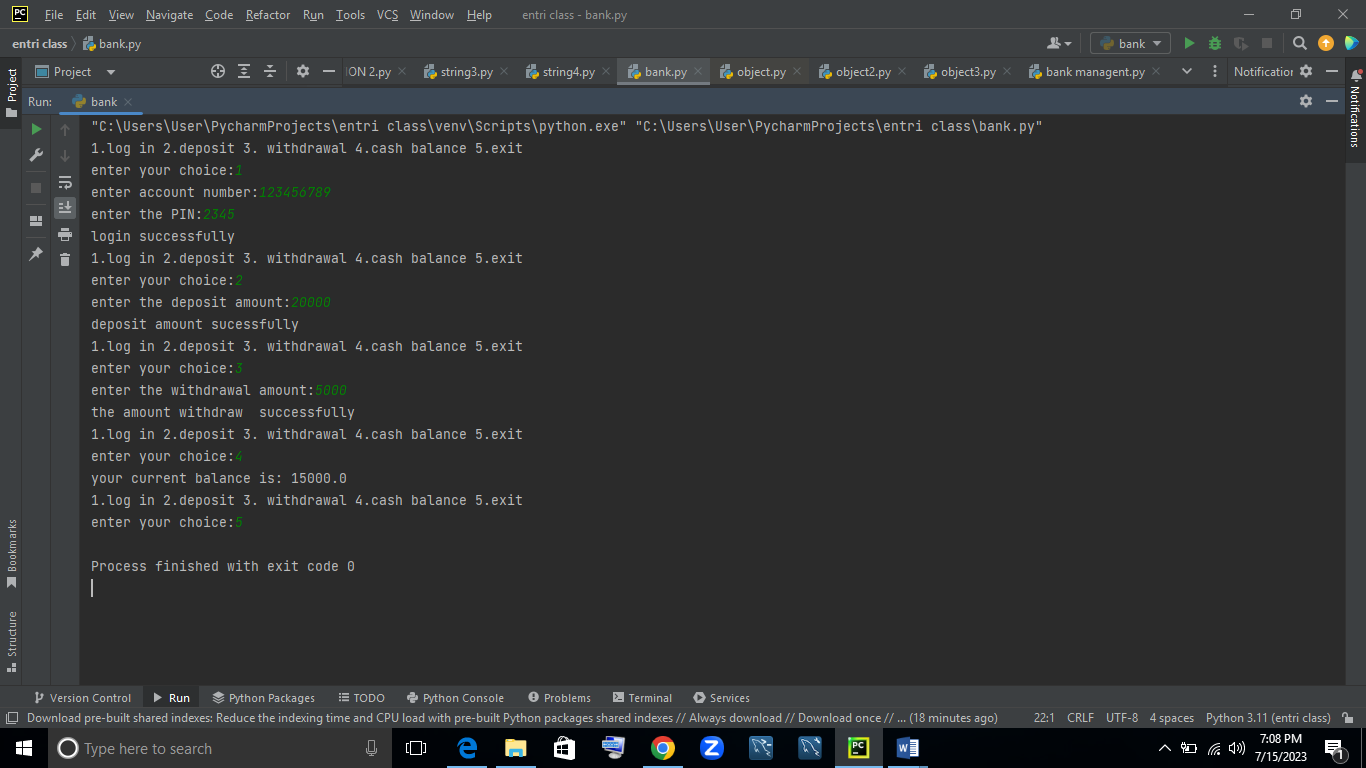 PC File Edit View Navigate Code Refactor Run Tools VCS Window Help entri class - bank.py
entri class bank.py bank
Project Project ION 2.py string3.py string4.py bank.py object.py object2.py object3.py bank managent.py Notification
Run: bank
Notifications
"C:\Users\User\PycharmProjects\entri class\venv\Scripts\python.exe" "C:\Users\User\PycharmProjects\entri class\bank.py"
1.log in 2.deposit 3. withdrawal 4.cash balance 5.exit
enter your choice:1
enter account number:123456789
enter the PIN:2345
login successfully
1.log in 2.deposit 3. withdrawal 4.cash balance 5.exit
enter your choice:2
enter the deposit amount:20000
deposit amount sucessfully
1.log in 2.deposit 3. withdrawal 4.cash balance 5.exit
enter your choice:3
enter the withdrawal amount:5000
the amount withdraw  successfully
1.log in 2.deposit 3. withdrawal 4.cash balance 5.exit
enter your choice:4
your current balance is: 15000.0
1.log in 2.deposit 3. withdrawal 4.cash balance 5.exit
enter your choice:5
Process finished with exit code 0
Bookmarks
Structure
Version Control Run Python Packages TODO Python Console Problems Terminal Services
Download pre-built shared indexes: Reduce the indexing time and CPU load with pre-built Python packages shared indexes // Always download // Download once // ... (18 minutes ago) 22:1 CRLF UTF-8 4 spaces Python 3.11 (entri class)
Type here to search PC 7:08 PM
7/15/2023 1